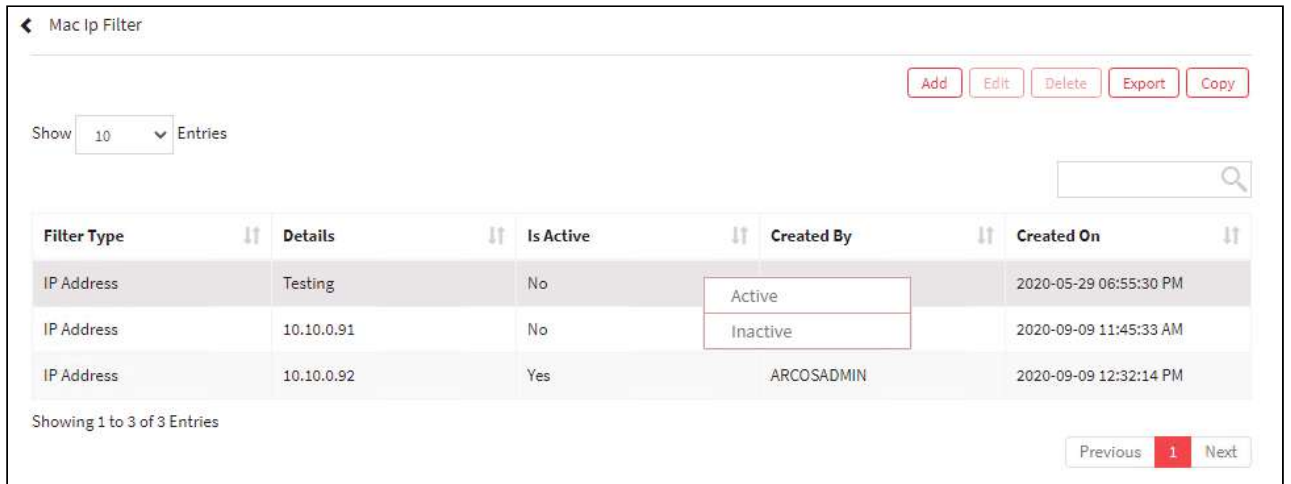 Mac Ip Filter
Add Edit Delete Export Copy
Show 10 Entries
Filter Type Details Is Active Created By Created On
IP Address Testing No 2020-05-29 06:55:30 PM
Active
IP Address 10.10.0.91 No 2020-09-09 11:45:33 AM
Inactive
IP Address 10.10.0.92 Yes ARCOSADMIN 2020-09-09 12:32:14 PM
Showing 1 to 3 of 3 Entries
Previous 1 Next